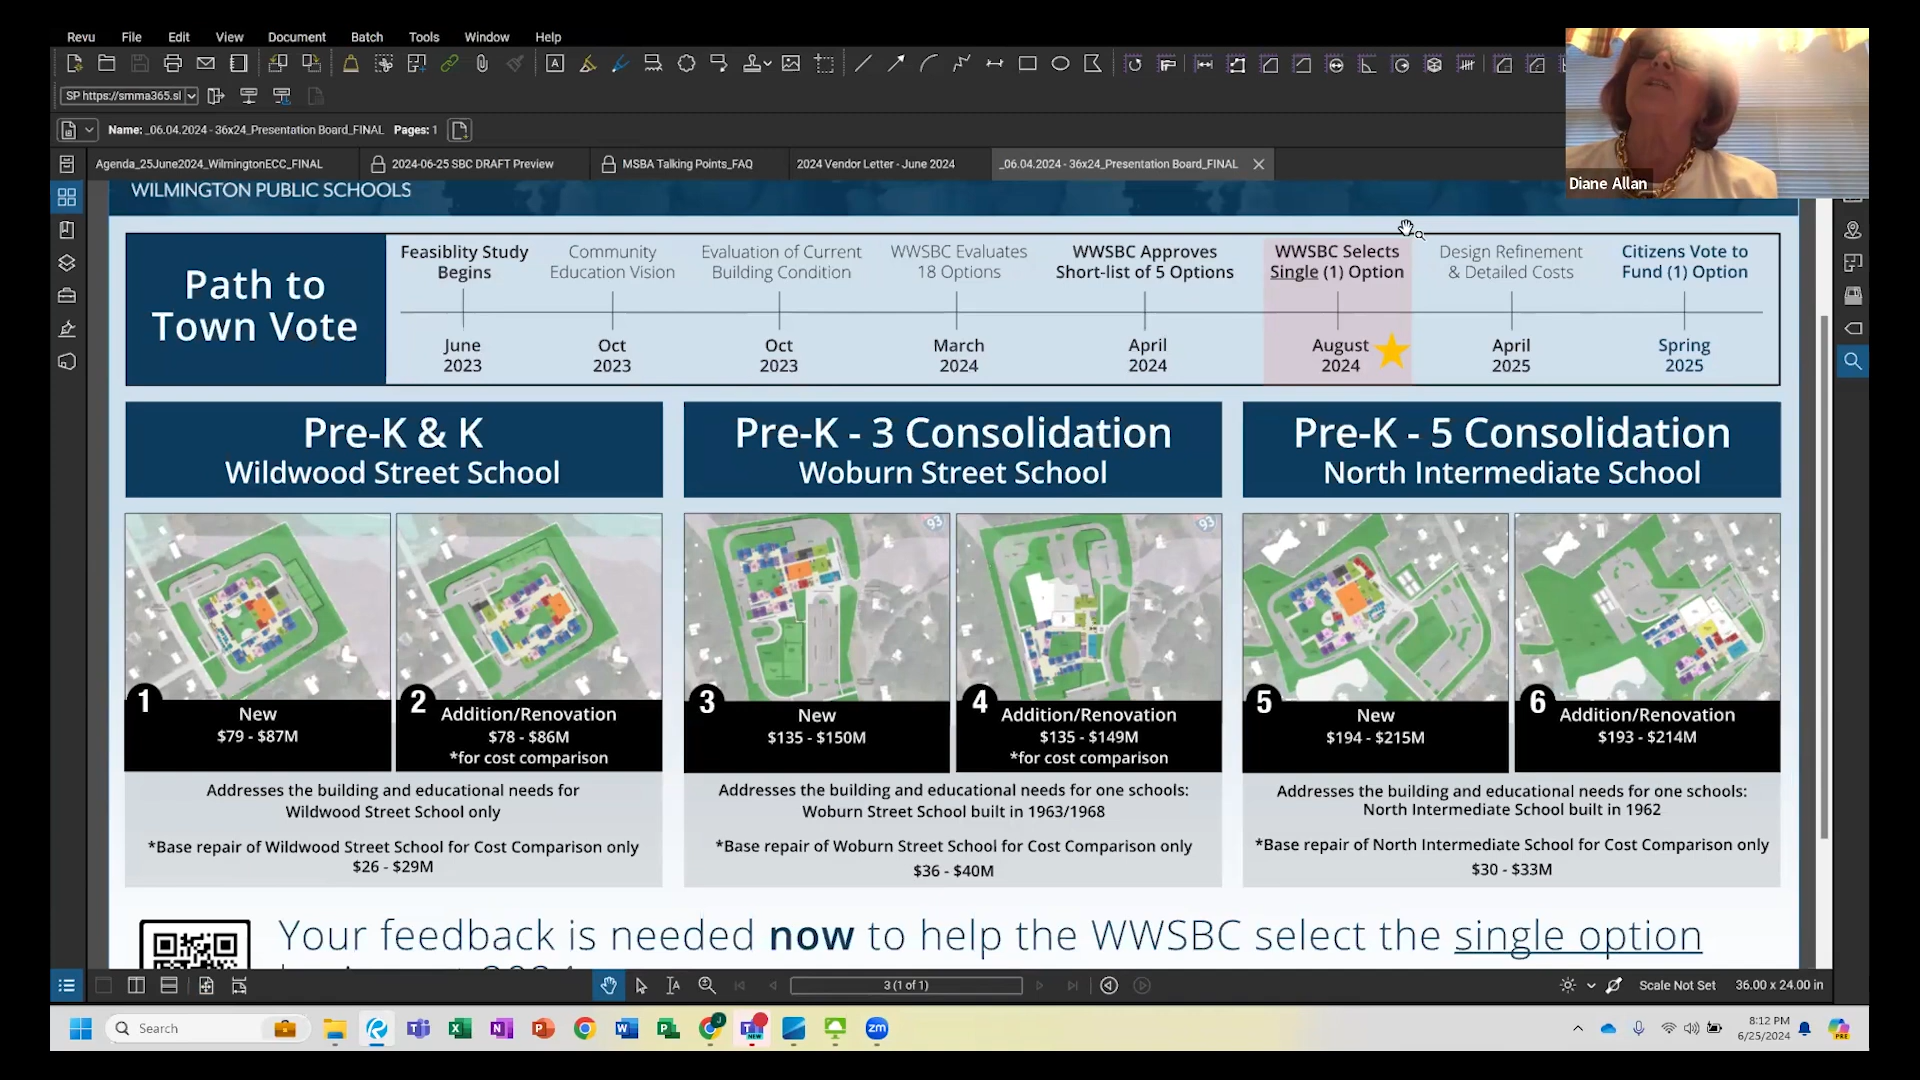 Revu File Edit View Document Batch Tools Window Help
SP https://smma365.sl
Name: _06.04.2024 - 36x24_Presentation Board_FINAL Pages: 1
Agenda_25June2024_WilmingtonECC_FINAL 2024-06-25 SBC DRAFT Preview MSBA Talking Points_FAQ 2024 Vendor Letter - June 2024 _06.04.2024 - 36x24_Presentation Board_FINAL
Diane Allan
WILMINGTON PUBLIC SCHOOLS
Path to
Town Vote
Feasiblity Study
Begins
June
2023
Community
Education Vision
Oct
2023
Evaluation of Current
Building Condition
Oct
2023
WWSBC Evaluates
18 Options
March
2024
WWSBC Approves
Short-list of 5 Options
April
2024
WWSBC Selects
Single (1) Option
August
2024
Design Refinement
& Detailed Costs
April
2025
Citizens Vote to
Fund (1) Option
Spring
2025
Pre-K & K
Wildwood Street School
1
New
$79 - $87M
2
Addition/Renovation
$78 - $86M
*for cost comparison
Addresses the building and educational needs for
Wildwood Street School only
*Base repair of Wildwood Street School for Cost Comparison only
$26 - $29M
Pre-K - 3 Consolidation
Woburn Street School
93
3
New
$135 - $150M
93
4
Addition/Renovation
$135 - $149M
*for cost comparison
Addresses the building and educational needs for one schools:
Woburn Street School built in 1963/1968
*Base repair of Woburn Street School for Cost Comparison only
$36 - $40M
Pre-K - 5 Consolidation
North Intermediate School
5
New
$194 - $215M
6
Addition/Renovation
$193 - $214M
Addresses the building and educational needs for one schools:
North Intermediate School built in 1962
*Base repair of North Intermediate School for Cost Comparison only
$30 - $33M
Your feedback is needed now to help the WWSBC select the single option
3 (1 of 1)
Scale Not Set 36.00 x 24.00 in
Search
8:12 PM
6/25/2024